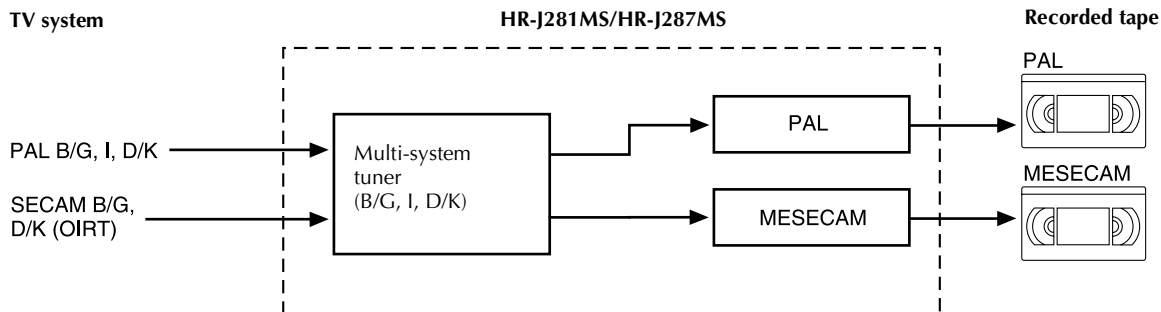 TV system
HR-J281MS/HR-J287MS
Recorded tape
PAL
PAL B/G, I, D/K
Multi-system
tuner
(B/G, I, D/K)
PAL
SECAM B/G,
D/K (OIRT)
MESECAM
MESECAM